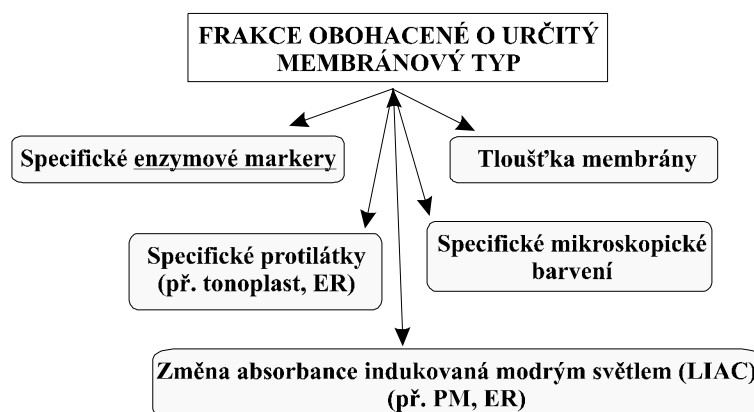 FRAKCE OBOHACENÉ O URČITÝ
MEMBRÁNOVÝ TYP
Specifické enzymové markery
Tloušťka membrány
Specifické protilátky
(př. tonoplast, ER)
Specifické mikroskopické
barvení
Změna absorbance indukovaná modrým světlem (LIAC)
(př. PM, ER)